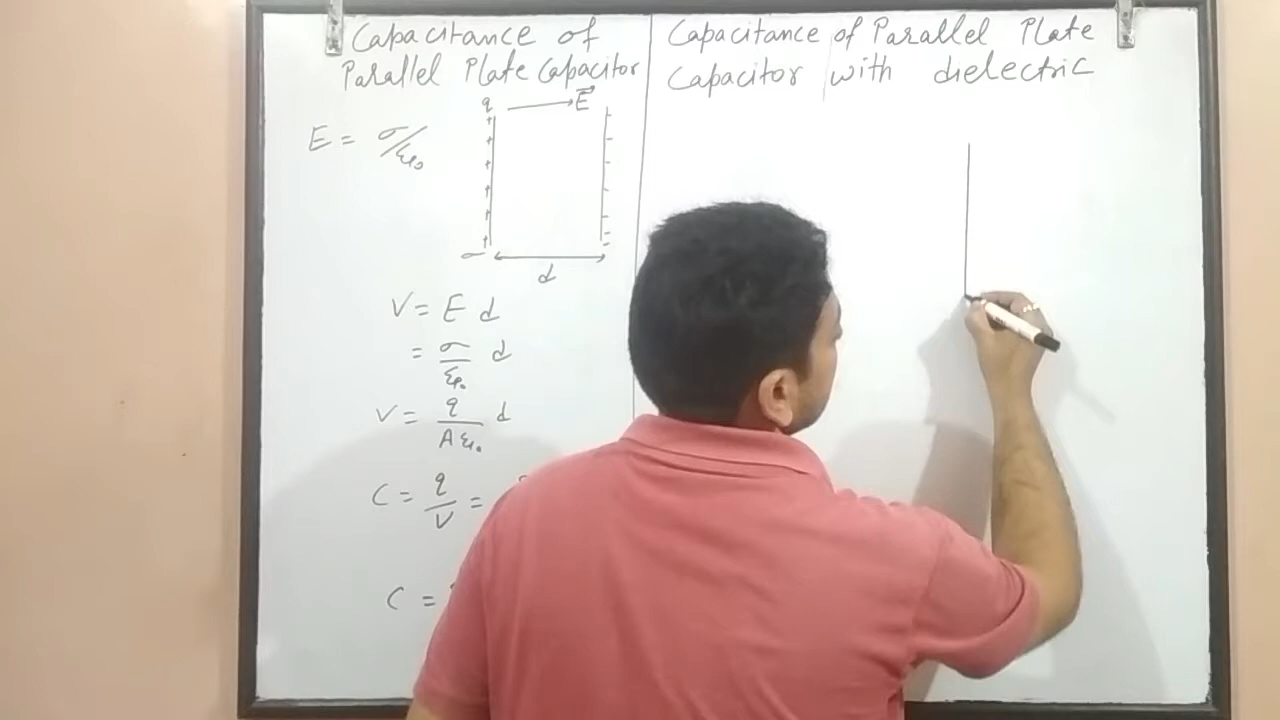 Capacitance of
Parallel Plate Capacitor
q → E⃗
E = σ/ε₀
+ + + + + +
- - - - - - -
σ
d
V = E d
= σ/ε₀ d
V = q/Aε₀ d
C = q/V =
C =
Capacitance of Parallel Plate
Capacitor with dielectric